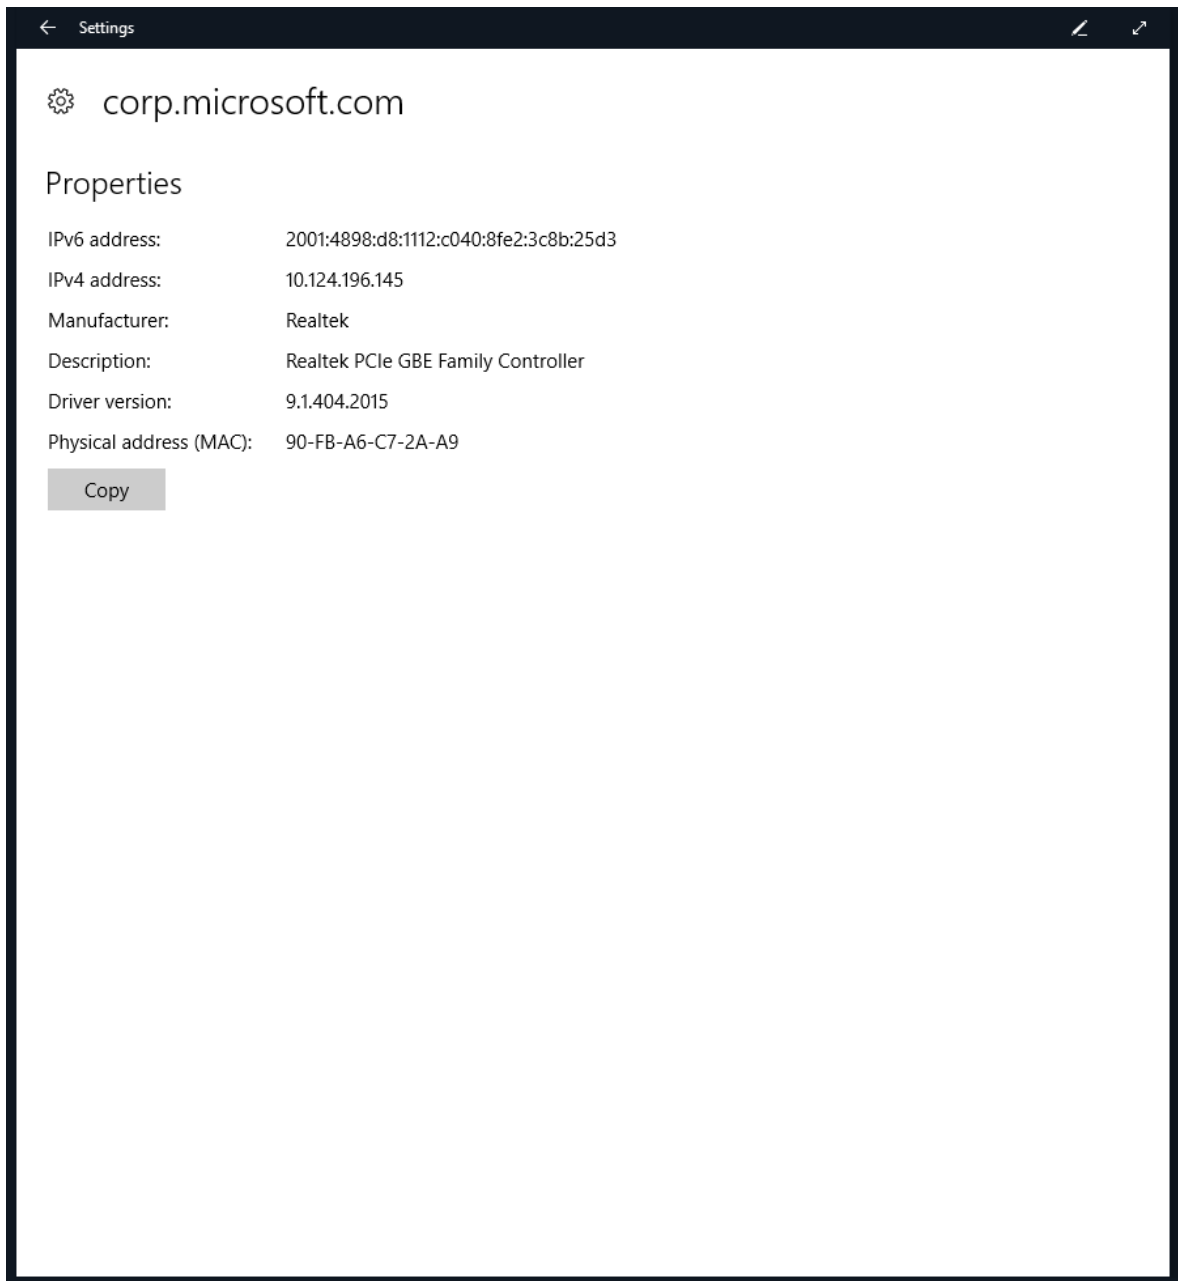 Settings
corp.microsoft.com
Properties
IPv6 address: 2001:4898:d8:1112:c040:8fe2:3c8b:25d3
IPv4 address: 10.124.196.145
Manufacturer: Realtek
Description: Realtek PCIe GBE Family Controller
Driver version: 9.1.404.2015
Physical address (MAC): 90-FB-A6-C7-2A-A9
Copy